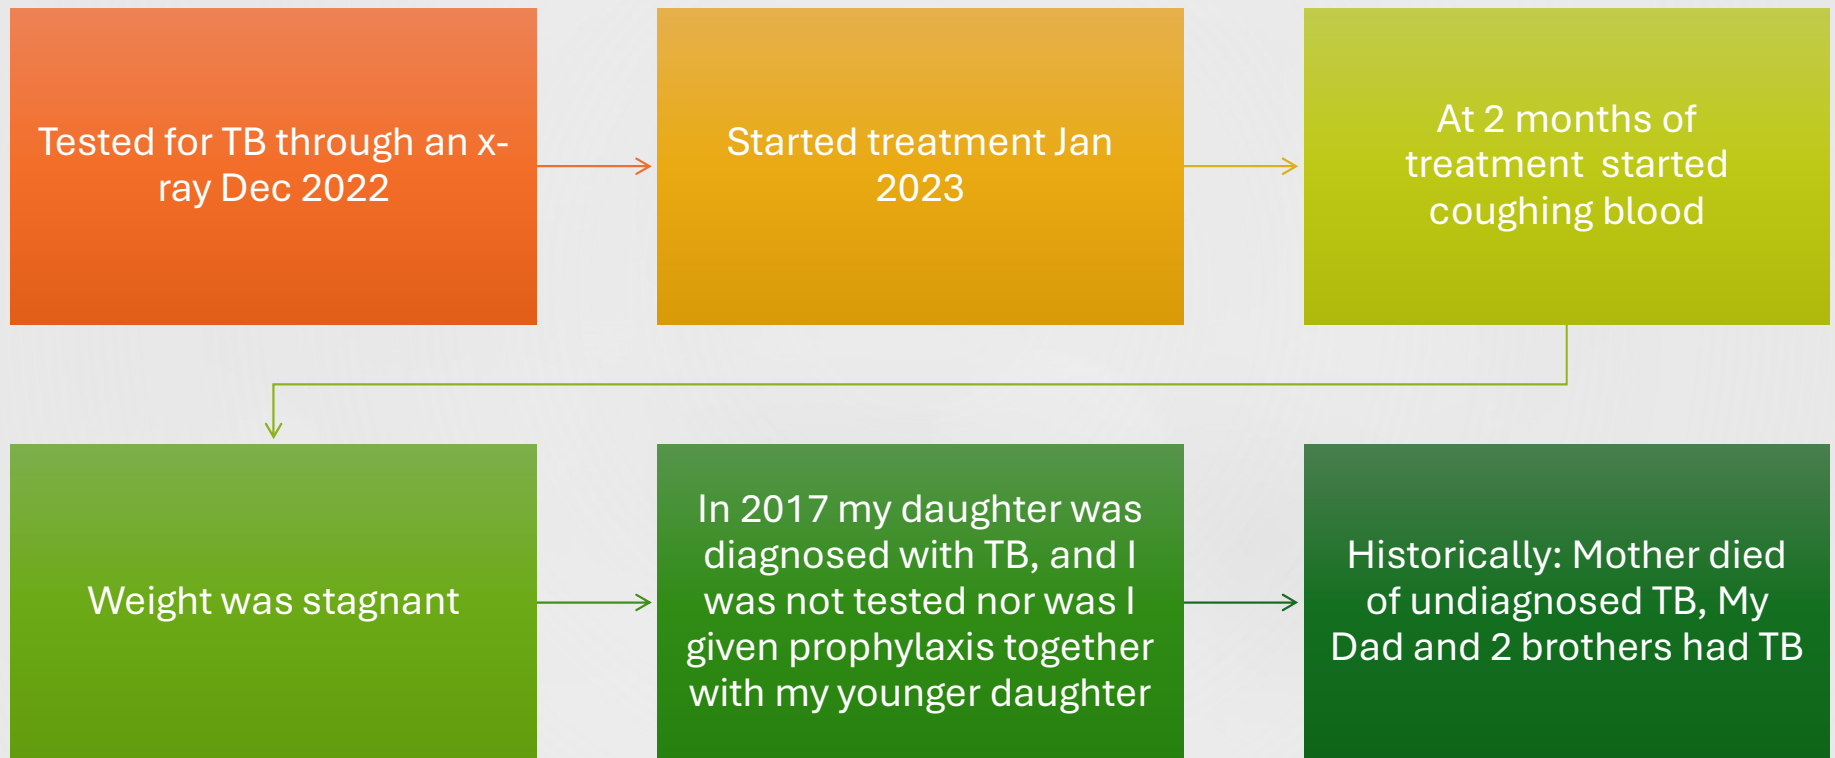 Tested for TB through an x-
ray Dec 2022
Started treatment Jan
2023
At 2 months of
treatment  started
coughing blood
Weight was stagnant
In 2017 my daughter was
diagnosed with TB, and I
was not tested nor was I
given prophylaxis together
with my younger daughter
Historically: Mother died
of undiagnosed TB, My
Dad and 2 brothers had TB